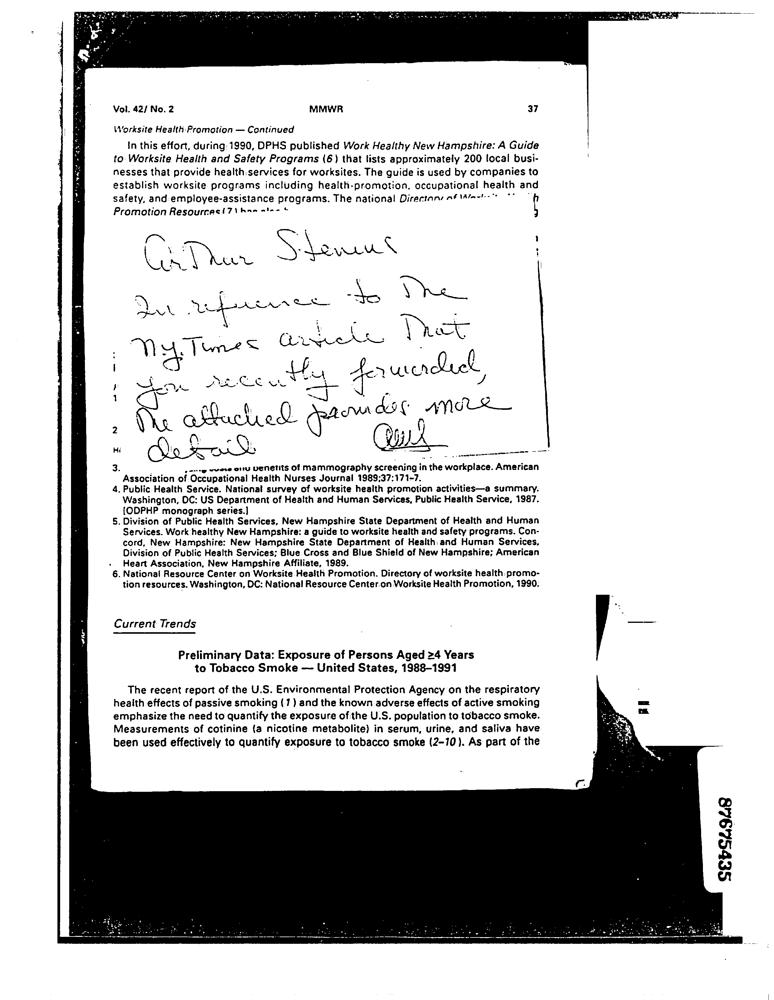 Vol. 42/ No. 2 MMWR 37
Worksite Health Promotion — Continued
In this effort, during 1990, DPHS published Work Healthy New Hampshire: A Guide
to Worksite Health and Safety Programs (6) that lists approximately 200 local busi-
nesses that provide health services for worksites. The guide is used by companies to
establish worksite programs including health-promotion, occupational health and
safety, and employee-assistance programs. The national Directory of
Promotion Resources (7)
Arthur Stevens
In reference to the
NY. Times article that
you recently forwarded,
the attached provides more
detail
2
3. benefits of mammography screening in the workplace. American
Association of Occupational Health Nurses Journal 1989;37:171–7.
4. Public Health Service. National survey of worksite health promotion activities—a summary.
Washington, DC: US Department of Health and Human Services, Public Health Service, 1987.
[ODPHP monograph series.]
5. Division of Public Health Services, New Hampshire State Department of Health and Human
Services. Work healthy New Hampshire: a guide to worksite health and safety programs. Con-
cord, New Hampshire: New Hampshire State Department of Health and Human Services,
Division of Public Health Services; Blue Cross and Blue Shield of New Hampshire; American
Heart Association, New Hampshire Affiliate, 1989.
6. National Resource Center on Worksite Health Promotion. Directory of worksite health promo-
tion resources. Washington, DC: National Resource Center on Worksite Health Promotion, 1990.
Current Trends
Preliminary Data: Exposure of Persons Aged ≥4 Years
to Tobacco Smoke — United States, 1988–1991
The recent report of the U.S. Environmental Protection Agency on the respiratory
health effects of passive smoking (1) and the known adverse effects of active smoking
emphasize the need to quantify the exposure of the U.S. population to tobacco smoke.
Measurements of cotinine (a nicotine metabolite) in serum, urine, and saliva have
been used effectively to quantify exposure to tobacco smoke (2–10). As part of the
87675435